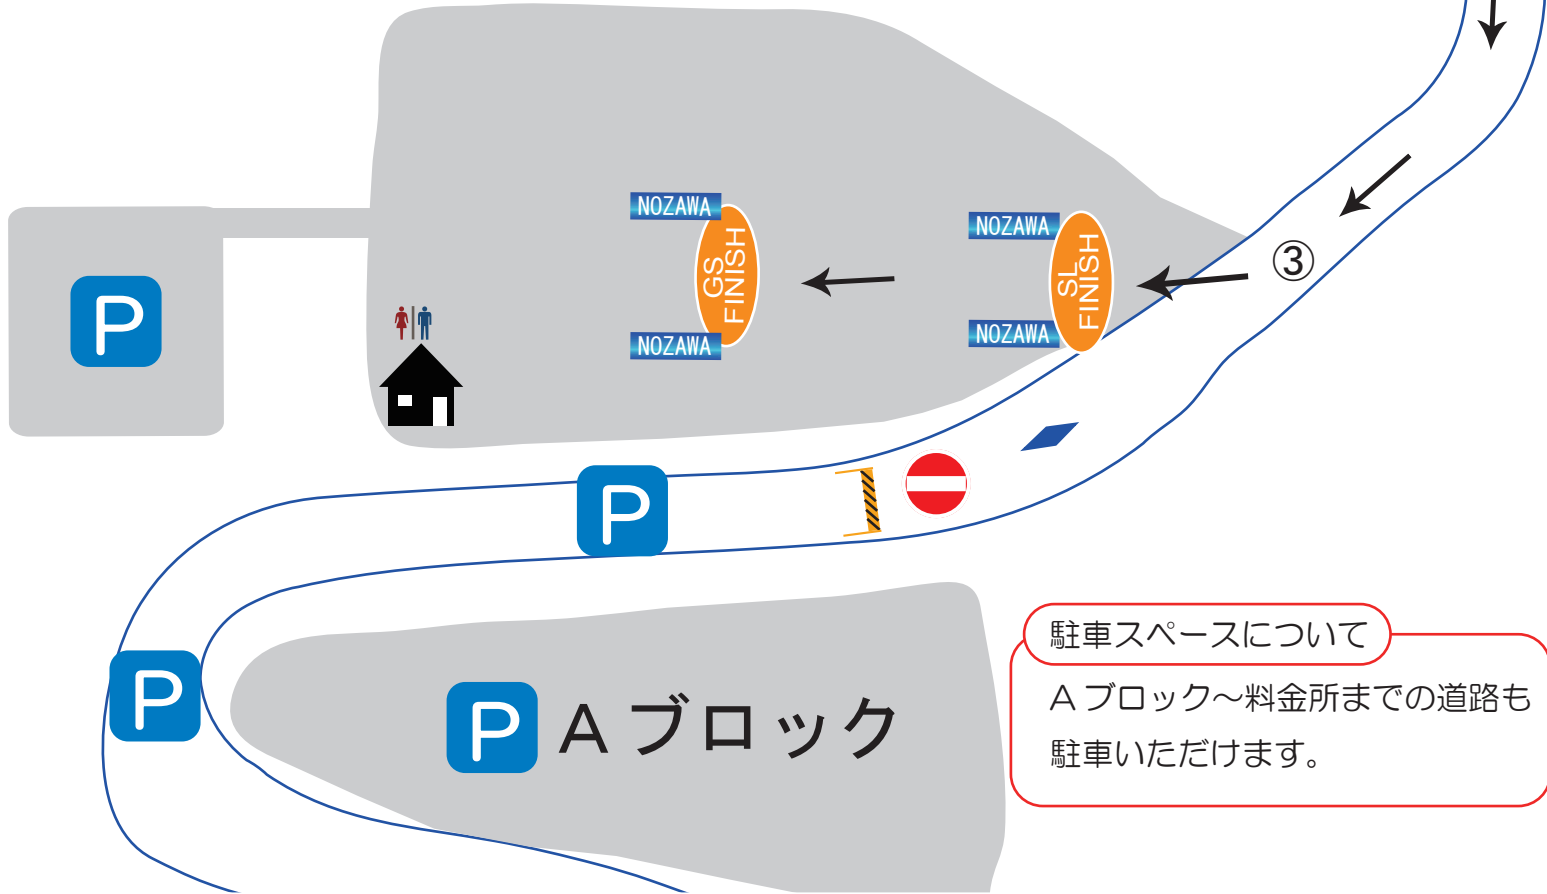 NOZAWA
GS
FINISH
NOZAWA
NOZAWA
SL
FINISH
NOZAWA
③
P
P
P
P Aブロック
駐車スペースについて
Aブロック〜料金所までの道路も
駐車いただけます。